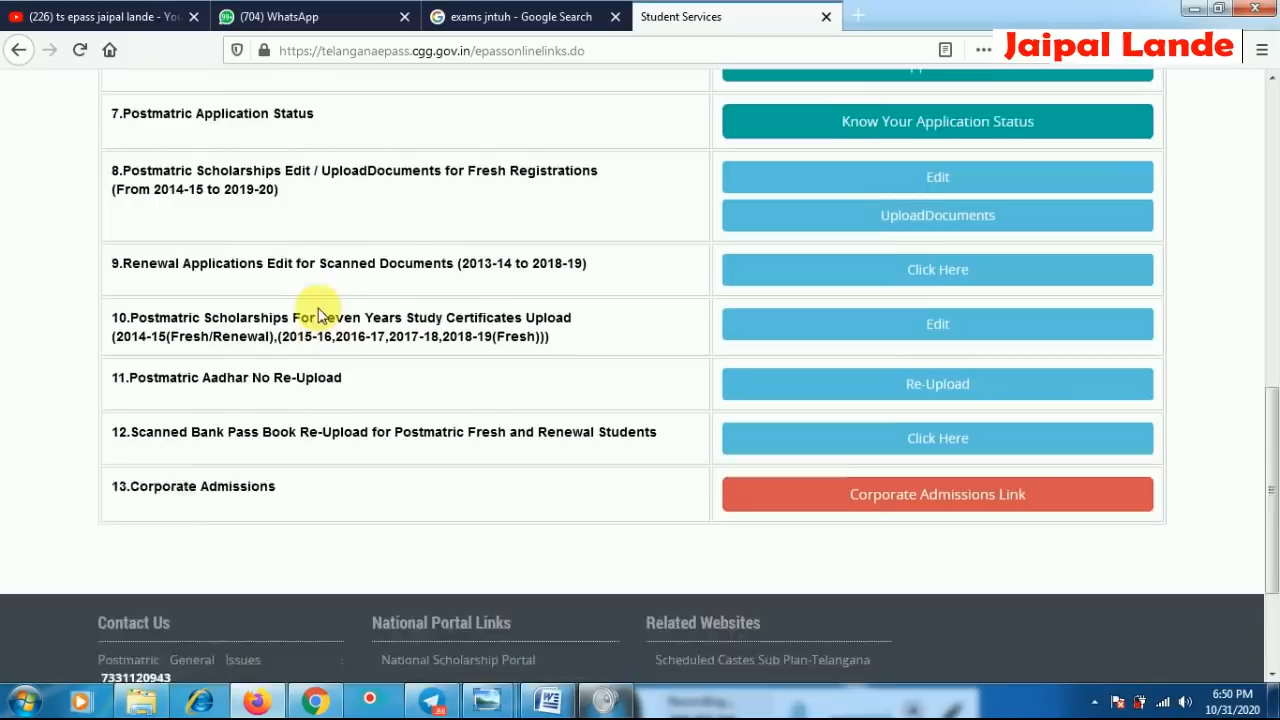 (226) ts epass jaipal lande - You
(704) WhatsApp
exams jntuh - Google Search
Student Services
https://telanganaepass.cgg.gov.in/epassonlinelinks.do
Jaipal Lande
7.Postmatric Application Status
Know Your Application Status
8.Postmatric Scholarships Edit / UploadDocuments for Fresh Registrations
(From 2014-15 to 2019-20)
Edit
UploadDocuments
9.Renewal Applications Edit for Scanned Documents (2013-14 to 2018-19)
Click Here
10.Postmatric Scholarships For Seven Years Study Certificates Upload
(2014-15(Fresh/Renewal),(2015-16,2016-17,2017-18,2018-19(Fresh)))
Edit
11.Postmatric Aadhar No Re-Upload
Re-Upload
12.Scanned Bank Pass Book Re-Upload for Postmatric Fresh and Renewal Students
Click Here
13.Corporate Admissions
Corporate Admissions Link
Contact Us
National Portal Links
Related Websites
Postmatric General Issues :
National Scholarship Portal
Scheduled Castes Sub Plan-Telangana
7331120943
Recording...
6:50 PM
10/31/2020